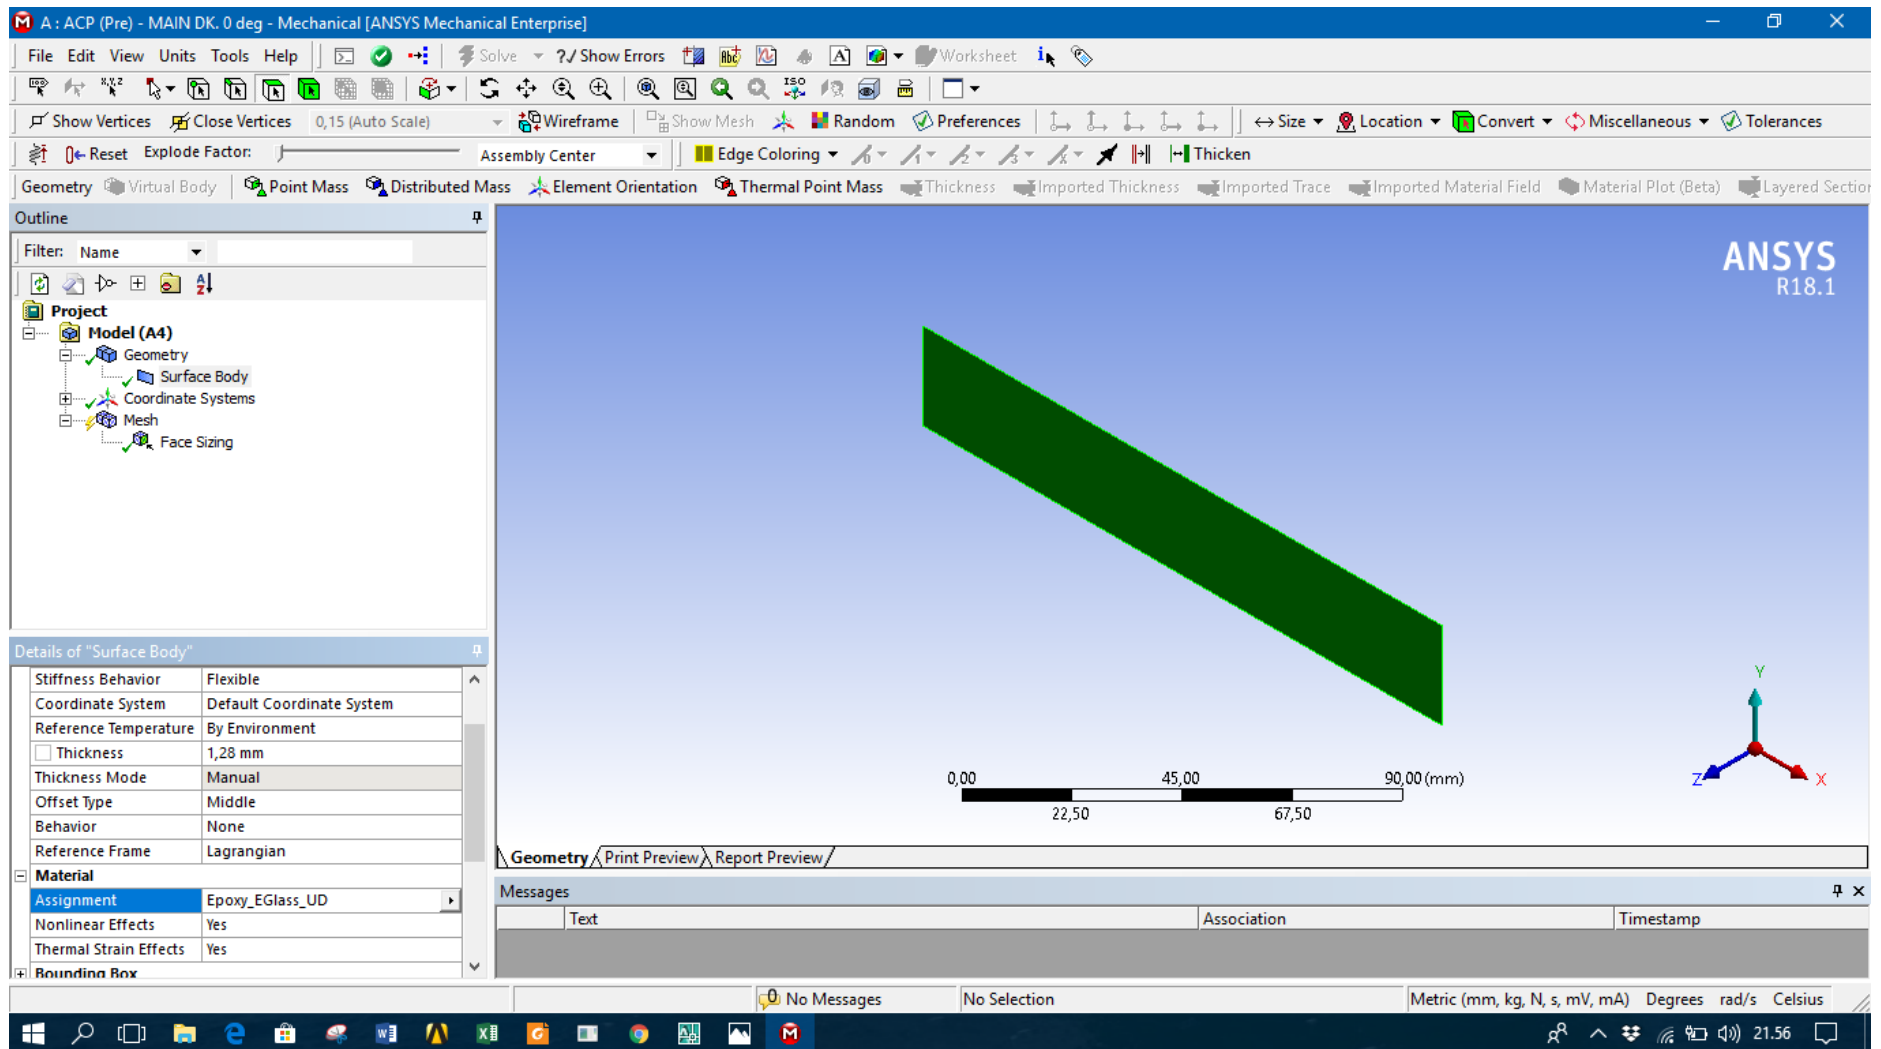 A : ACP (Pre) - MAIN DK. 0 deg - Mechanical [ANSYS Mechanical Enterprise]
File Edit View Units Tools Help Solve ?/ Show Errors Worksheet
Show Vertices Close Vertices 0,15 (Auto Scale) Wireframe Show Mesh Random Preferences Size Location Convert Miscellaneous Tolerances
Reset Explode Factor: Assembly Center Edge Coloring Thicken
Geometry Virtual Body Point Mass Distributed Mass Element Orientation Thermal Point Mass Thickness Imported Thickness Imported Trace Imported Material Field Material Plot (Beta) Layered Section
Outline
Filter: Name
Project
Model (A4)
Geometry
Surface Body
Coordinate Systems
Mesh
Face Sizing
Details of "Surface Body"
Stiffness Behavior Flexible
Coordinate System Default Coordinate System
Reference Temperature By Environment
Thickness 1,28 mm
Thickness Mode Manual
Offset Type Middle
Behavior None
Reference Frame Lagrangian
Material
Assignment Epoxy_EGlass_UD
Nonlinear Effects Yes
Thermal Strain Effects Yes
Bounding Box
ANSYS
R18.1
0,00 45,00 90,00 (mm)
22,50 67,50
Y
Z X
Geometry Print Preview Report Preview
Messages
Text Association Timestamp
No Messages No Selection Metric (mm, kg, N, s, mV, mA) Degrees rad/s Celsius
21.56